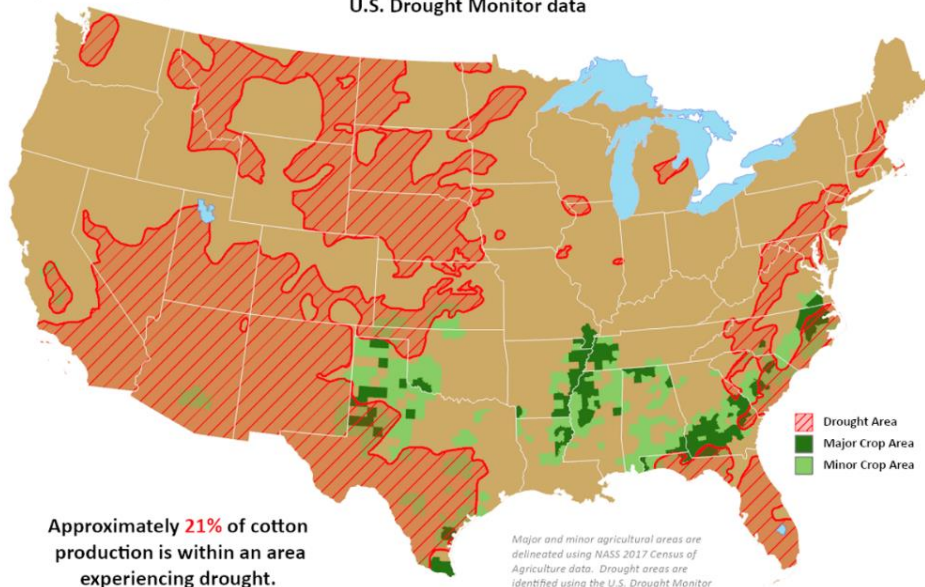 U.S. Drought Monitor data
Drought Area
Major Crop Area
Minor Crop Area
Approximately 21% of cotton
production is within an area
experiencing drought.
Major and minor agricultural areas are
delineated using NASS 2017 Census of
Agriculture data. Drought areas are
identified using the U.S. Drought Monitor